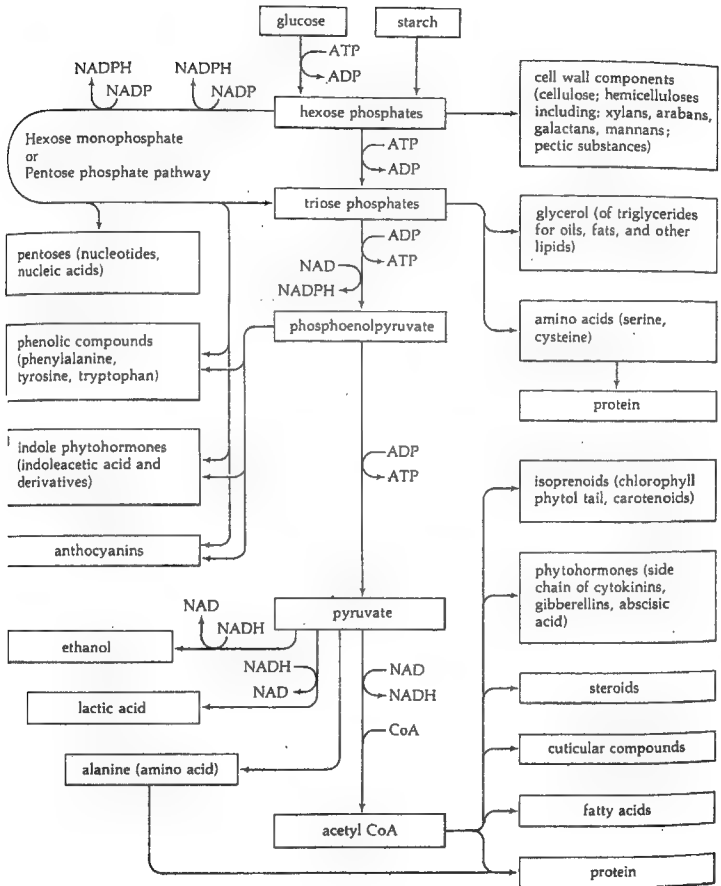 glucose
starch
ATP
ADP
NADPH
NADP
NADPH
NADP
hexose phosphates
cell wall components
(cellulose; hemicelluloses
including: xylans, arabans,
galactans, mannans;
pectic substances)
Hexose monophosphate
or
Pentose phosphate pathway
ATP
ADP
triose phosphates
glycerol (of triglycerides
for oils, fats, and other
lipids)
pentoses (nucleotides,
nucleic acids)
ADP
ATP
NAD
NADPH
phosphoenolpyruvate
amino acids (serine,
cysteine)
protein
phenolic compounds
(phenylalanine,
tyrosine, tryptophan)
indole phytohormones
(indoleacetic acid and
derivatives)
anthocyanins
ADP
ATP
isoprenoids (chlorophyll
phytol tail, carotenoids)
phytohormones (side
chain of cytokinins,
gibberellins, abscisic
acid)
pyruvate
NAD
NADH
ethanol
NADH
NAD
lactic acid
NAD
NADH
CoA
steroids
cuticular compounds
alanine (amino acid)
acetyl CoA
fatty acids
protein